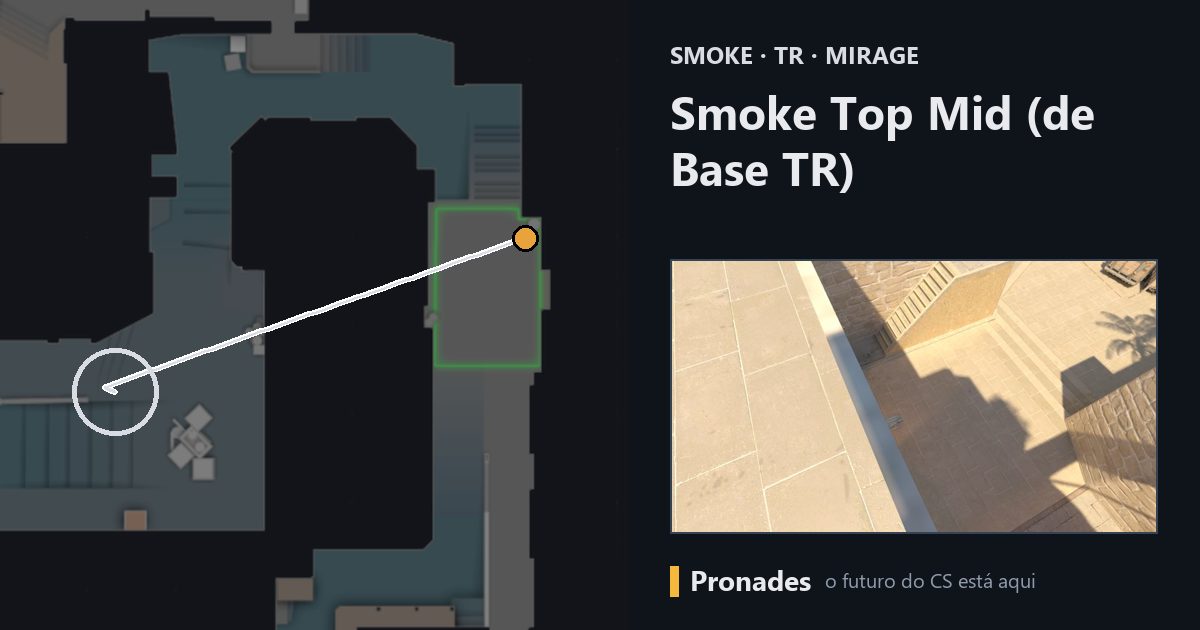 SMOKE · TR · MIRAGE
Smoke Top Mid (de
Base TR)
Pronades o futuro do CS está aqui